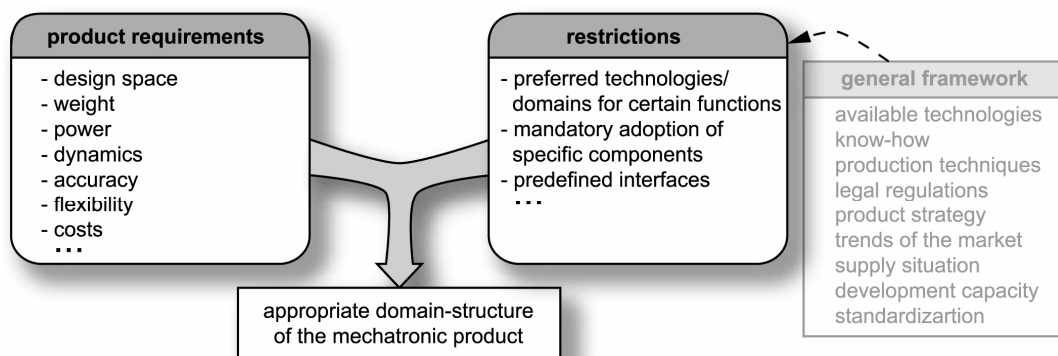 product requirements
- design space
- weight
- power
- dynamics
- accuracy
- flexibility
- costs
...
restrictions
- preferred technologies/
domains for certain functions
- mandatory adoption of
specific components
- predefined interfaces
...
general framework
available technologies
know-how
production techniques
legal regulations
product strategy
trends of the market
supply situation
development capacity
standardizartion
appropriate domain-structure
of the mechatronic product